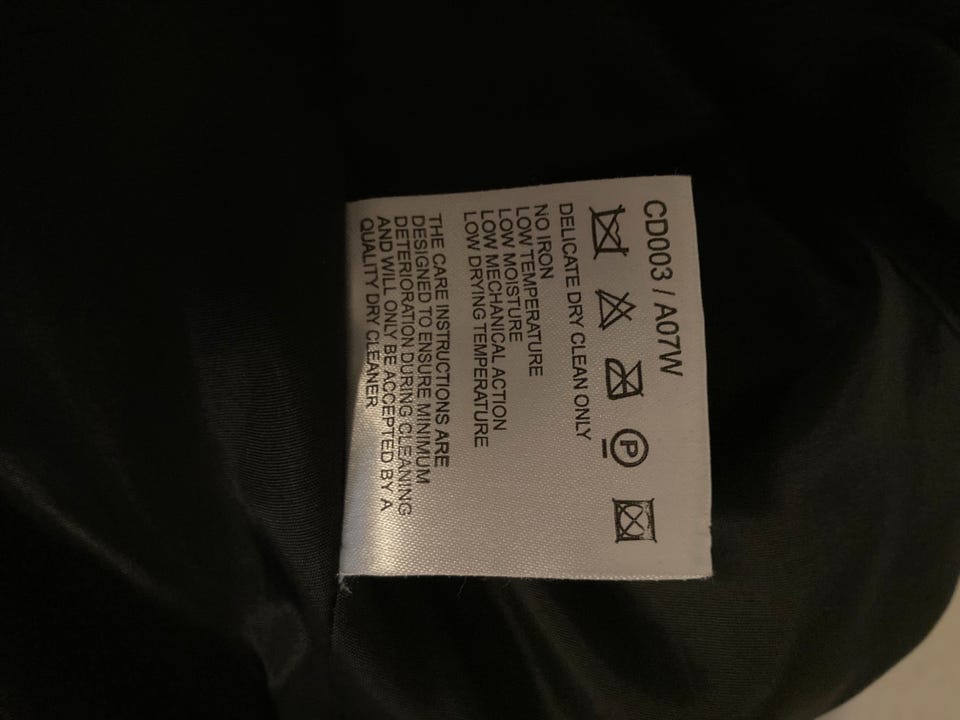 CD003 / A07W
P
DELICATE DRY CLEAN ONLY
NO IRON
LOW TEMPERATURE
LOW MOISTURE
LOW MECHANICAL ACTION
LOW DRYING TEMPERATURE
THE CARE INSTRUCTIONS ARE
DESIGNED TO ENSURE MINIMUM
DETERIORATION DURING CLEANING
AND WILL ONLY BE ACCEPTED BY A
QUALITY DRY CLEANER